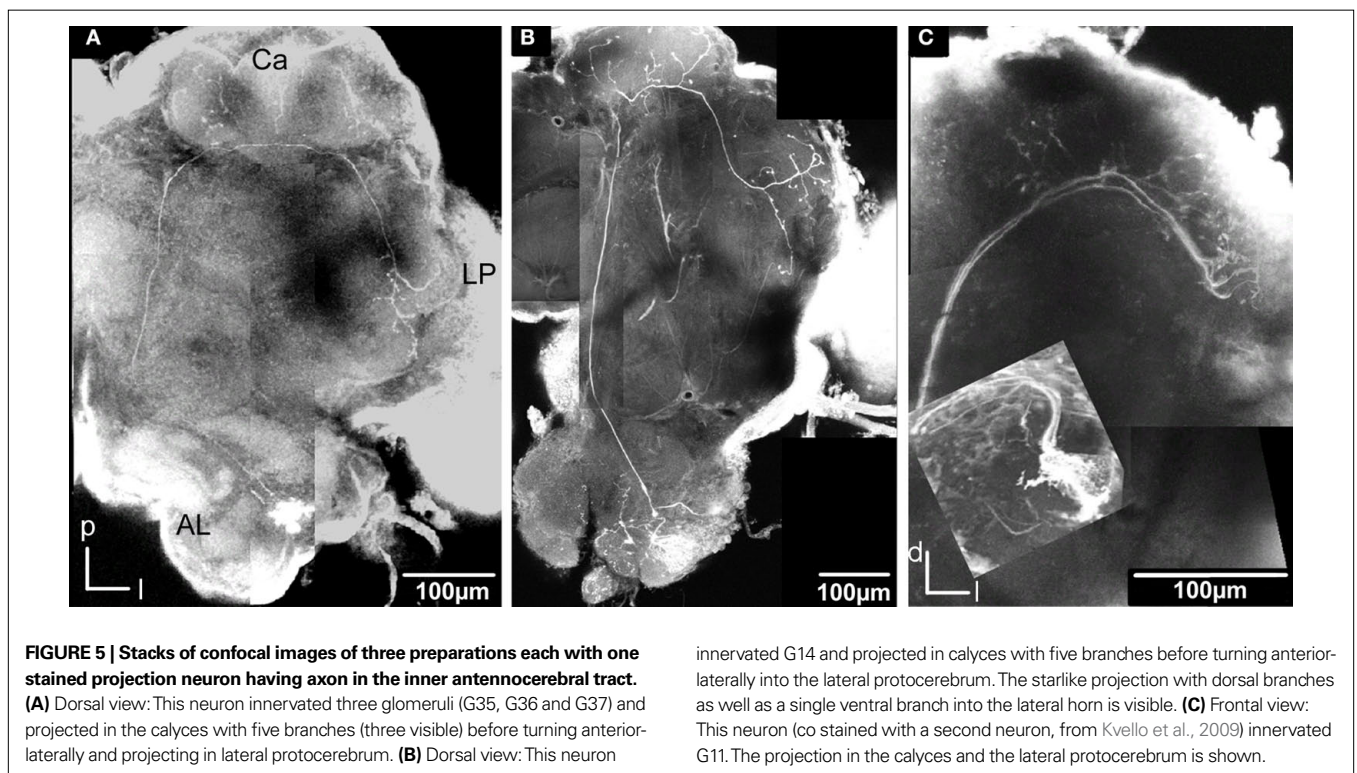 A
Ca
LP
AL
p
l
100µm
B
100µm
C
d
l
100µm
FIGURE 5 | Stacks of confocal images of three preparations each with one
stained projection neuron having axon in the inner antennocerebral tract.
(A) Dorsal view: This neuron innervated three glomeruli (G35, G36 and G37) and
projected in the calyces with five branches (three visible) before turning anterior-
laterally and projecting in lateral protocerebrum. (B) Dorsal view: This neuron
innervated G14 and projected in calyces with five branches before turning anterior-
laterally into the lateral protocerebrum. The starlike projection with dorsal branches
as well as a single ventral branch into the lateral horn is visible. (C) Frontal view:
This neuron (co stained with a second neuron, from Kvello et al., 2009) innervated
G11. The projection in the calyces and the lateral protocerebrum is shown.